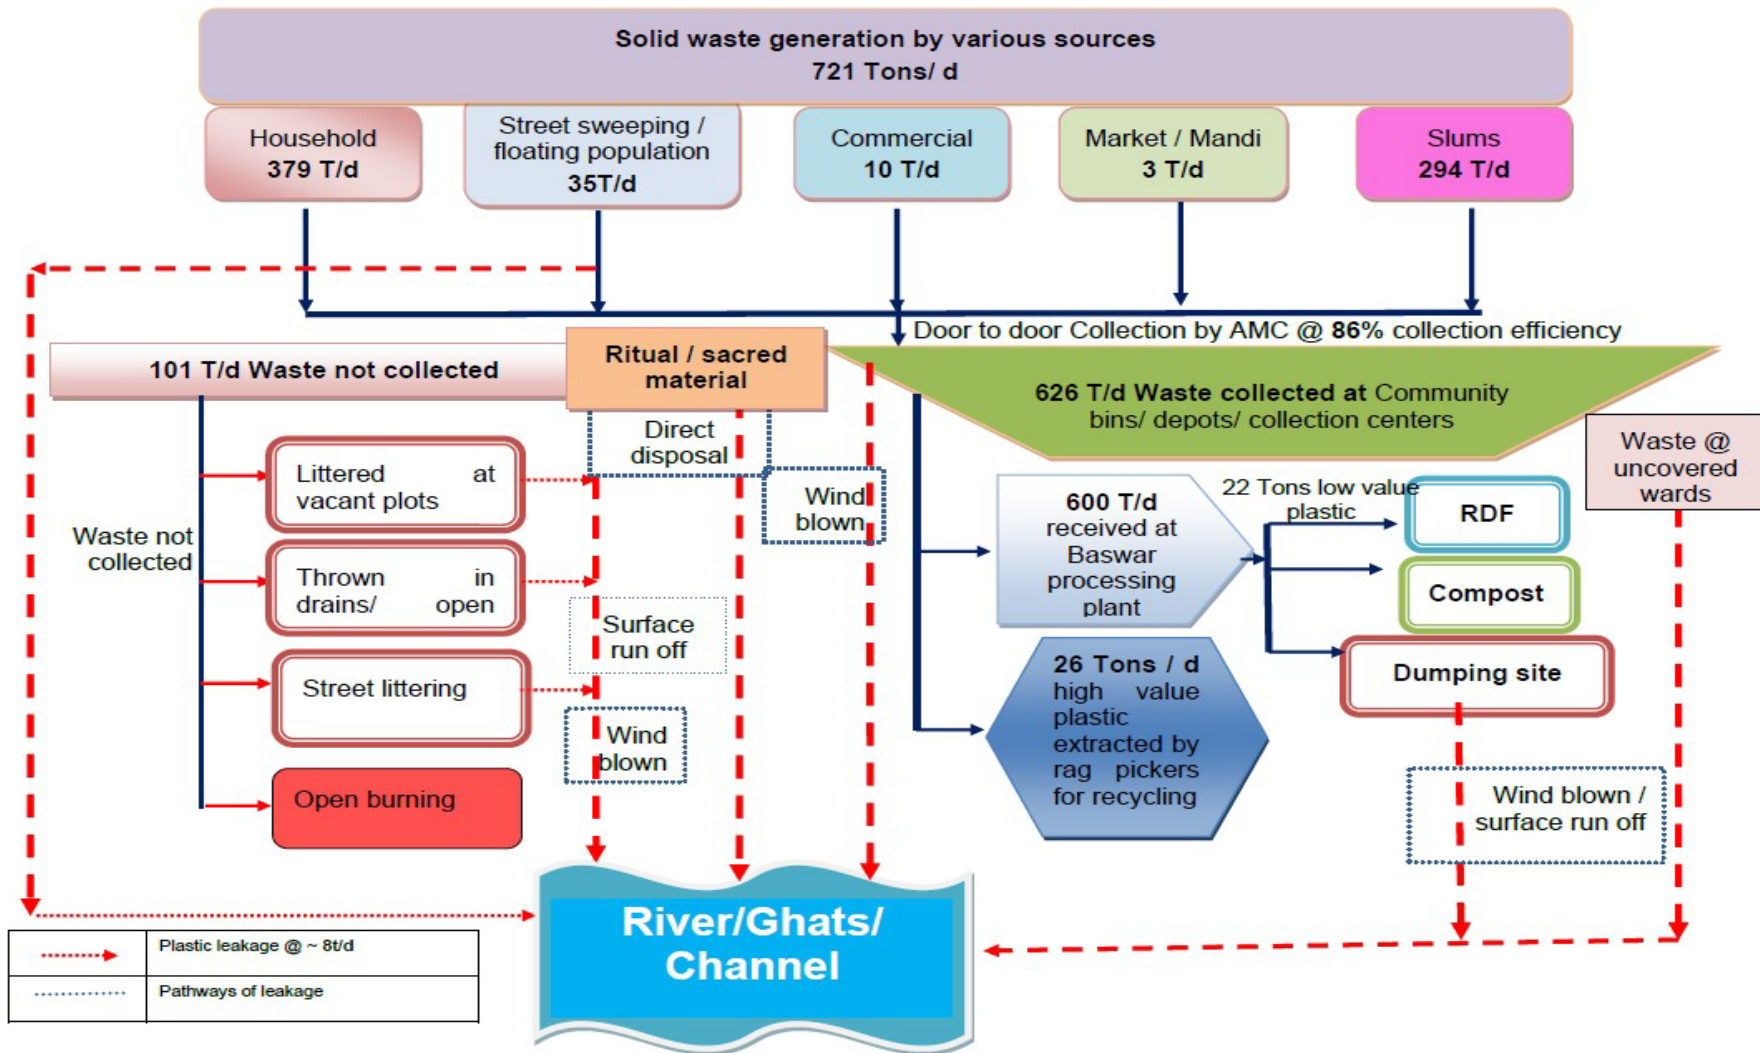 Solid waste generation by various sources
721 Tons/ d
Household
379 T/d
Street sweeping /
floating population
35T/d
Commercial
10 T/d
Market / Mandi
3 T/d
Slums
294 T/d
Door to door Collection by AMC @ 86% collection efficiency
101 T/d Waste not collected
Ritual / sacred
material
626 T/d Waste collected at Community
bins/ depots/ collection centers
Waste @
uncovered
wards
Waste not
collected
Littered at
vacant plots
Thrown in
drains/ open
Street littering
Open burning
Direct
disposal
Wind
blown
Surface
run off
Wind
blown
600 T/d
received at
Baswar
processing
plant
22 Tons low value
plastic
RDF
Compost
Dumping site
26 Tons / d
high value
plastic
extracted by
rag pickers
for recycling
Wind blown /
surface run off
River/Ghats/
Channel
Plastic leakage @ ~ 8t/d
Pathways of leakage